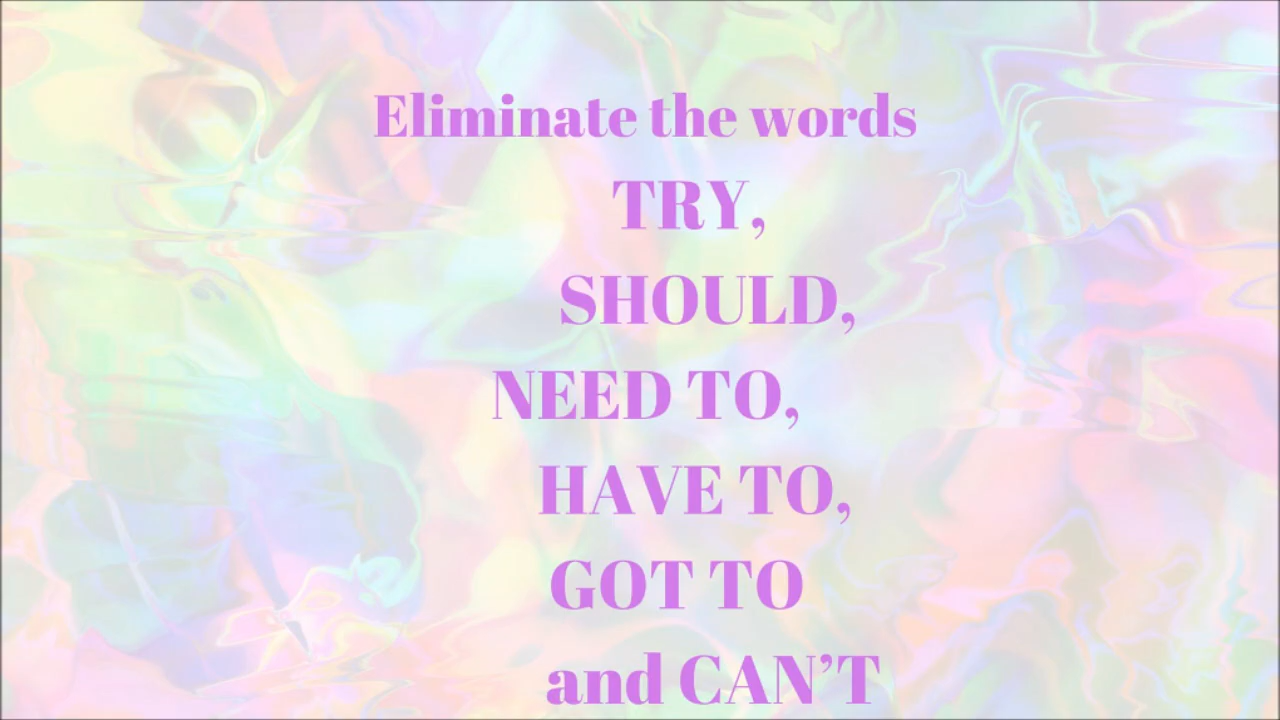 Eliminate the words
TRY,
SHOULD,
NEED TO,
HAVE TO,
GOT TO
and CAN’T